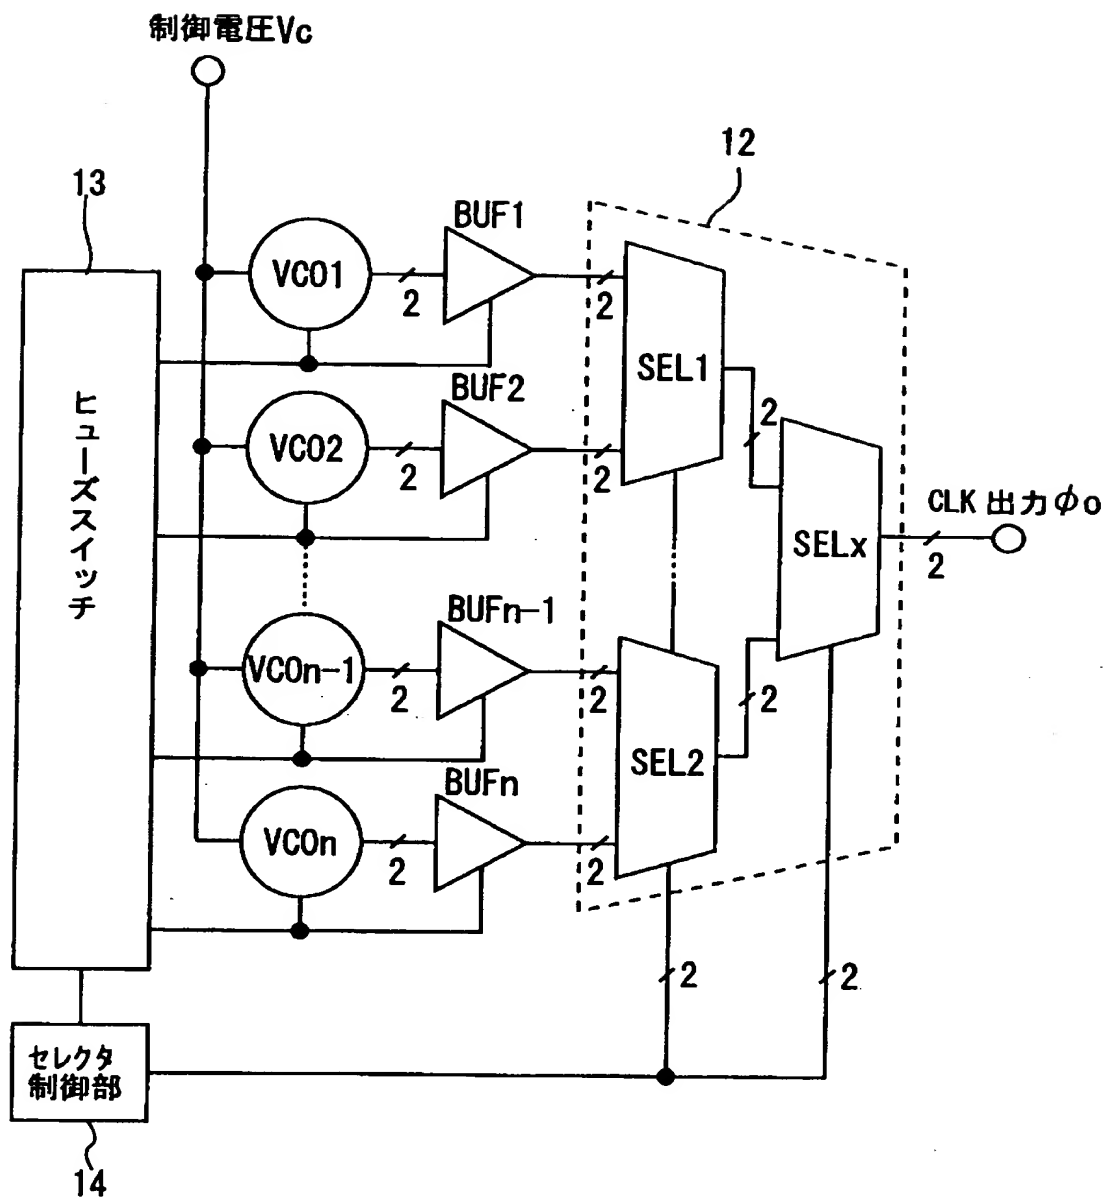 制御電圧Vc
12
13
BUF1
VCO1
2
2
SEL1
BUF2
2
VCO2
2
2
CLK 出力φo
SELx
2
ヒューズスイッチ
BUFn-1
VCOn-1
2
2
2
SEL2
BUFn
VCOn
2
2
2
2
セレクタ
制御部
14